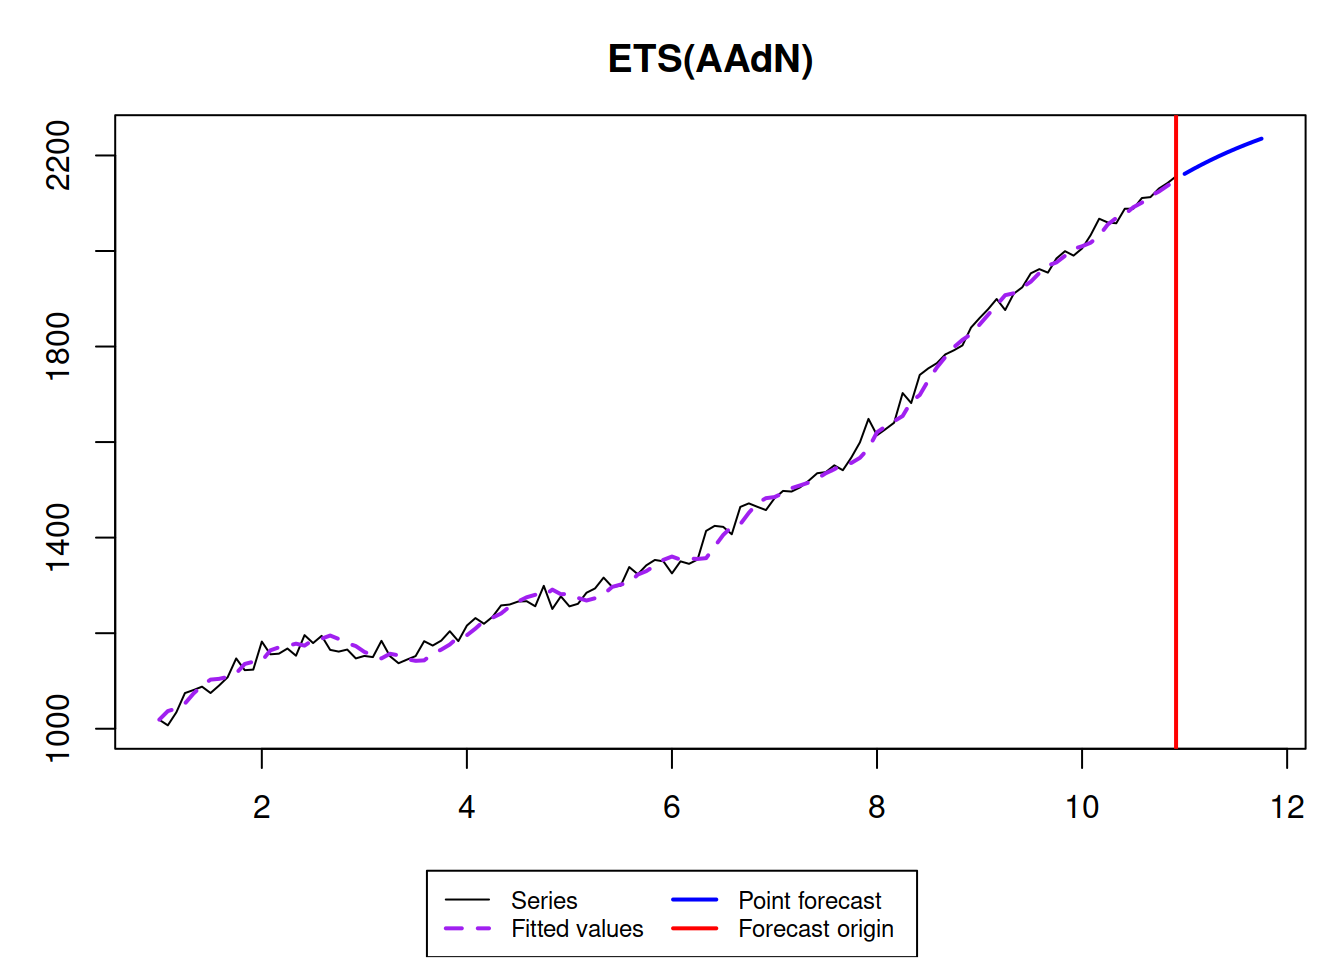 ETS(AAdN)
2200
1800
1400
1000
2 4 6 8 10 12
Series Point forecast
Fitted values Forecast origin